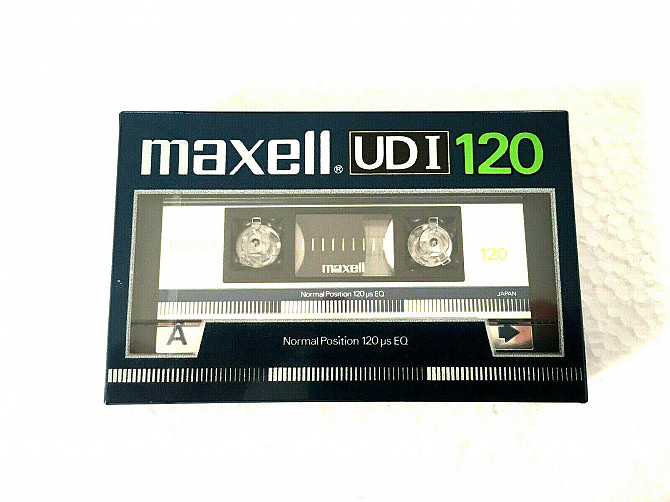 maxell® UD I 120
120
maxell
Normal Position 120 µs EQ JAPAN
A
Normal Position 120 µs EQ